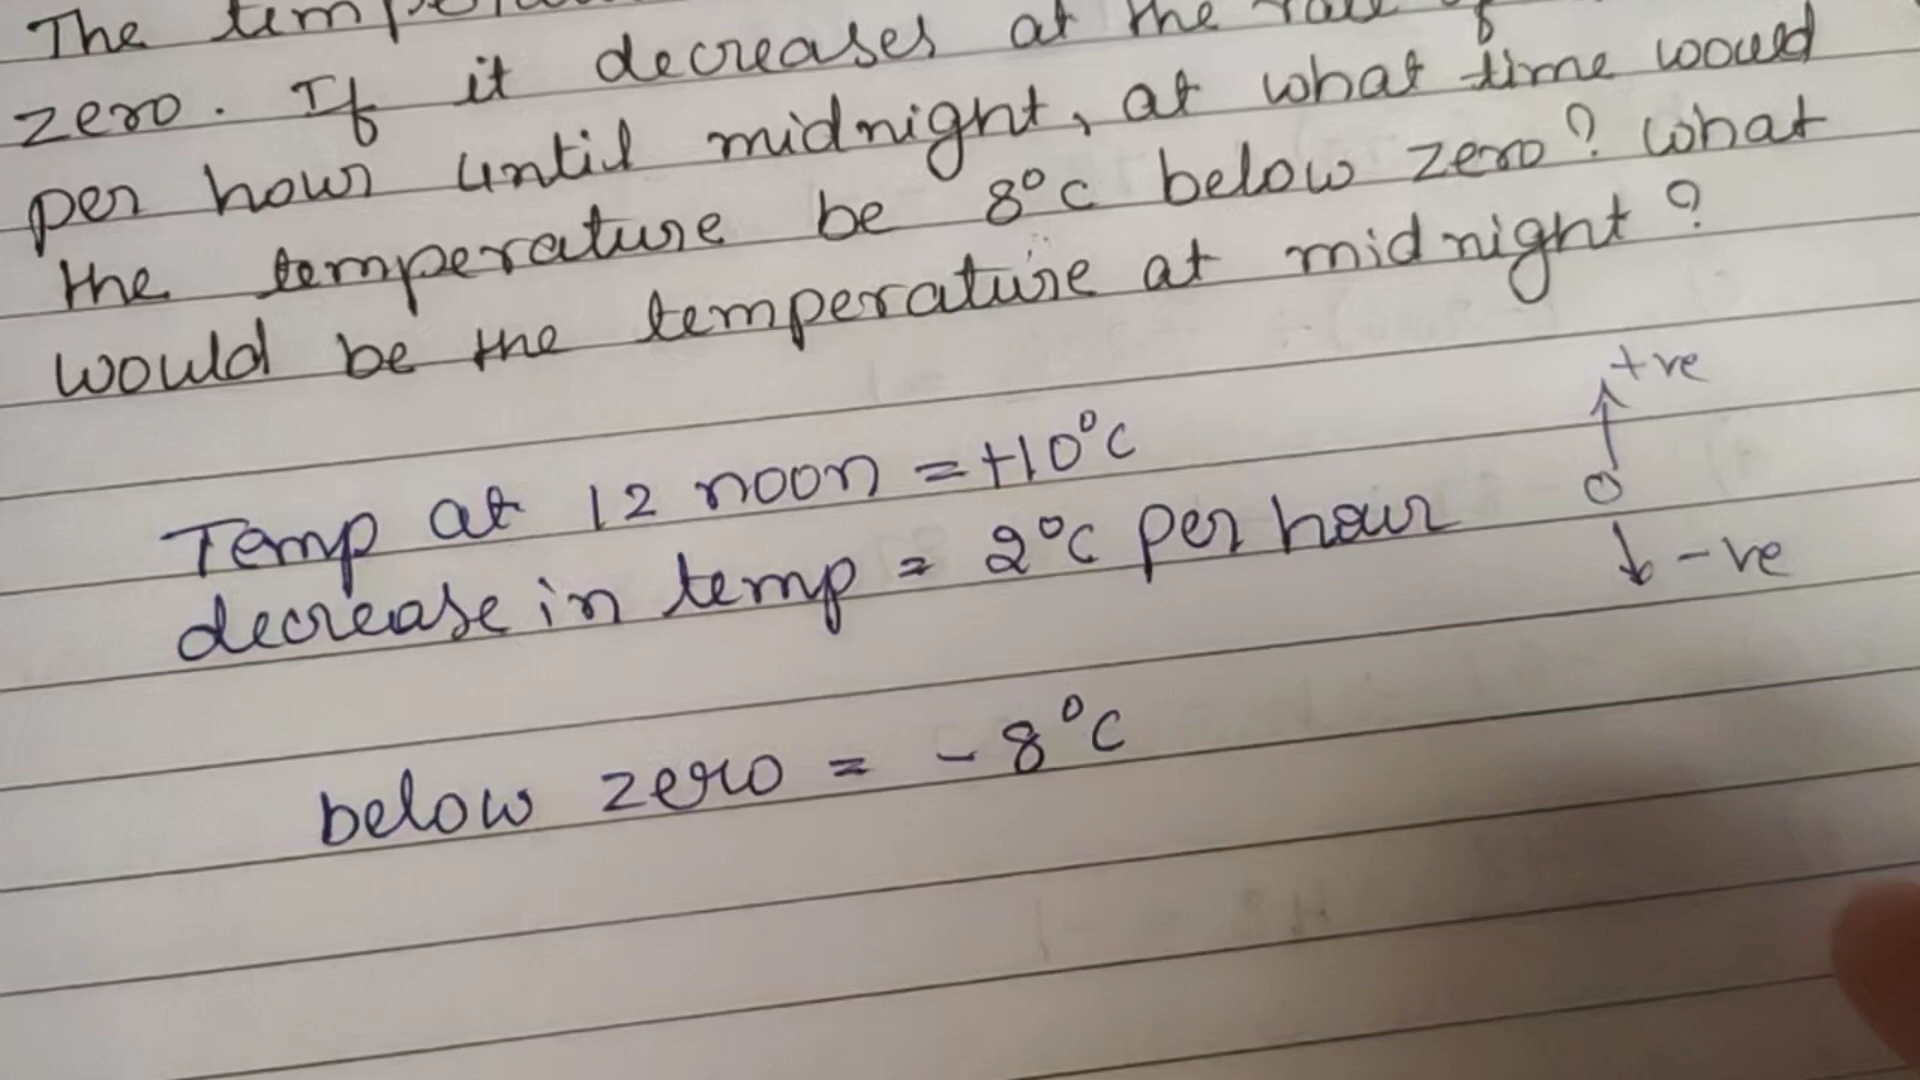 The
zero. If it decreases at the rate of
per hour until midnight, at what time would
the temperature be 8°c below zero? What
would be the temperature at midnight?
+ve
Temp at 12 noon = +10°c
0
decrease in temp = 2°c per hour
-ve
below zero = -8°c